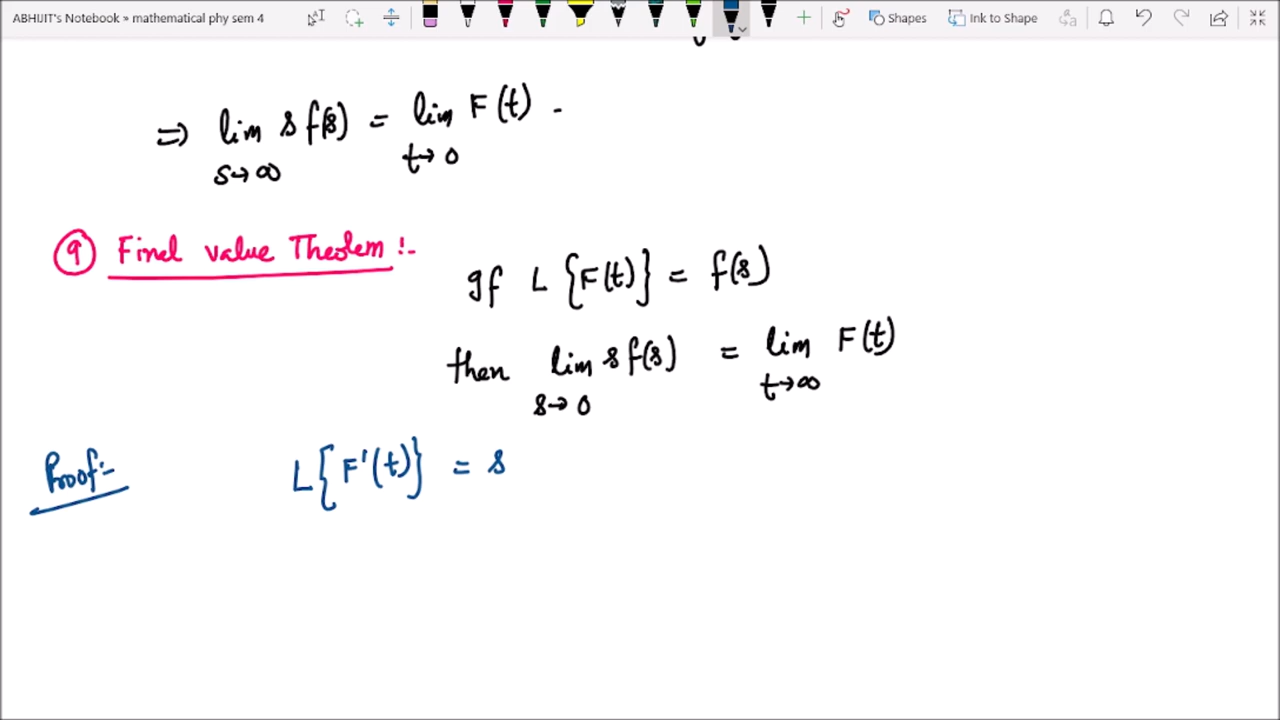 ABHIJIT's Notebook » mathematical phy sem 4
Shapes
Ink to Shape
=> lim s f(s) = lim F(t) .
s→∞ t→0
⑨ Final value Theorem :-
If L {F(t)} = f(s)
then lim s f(s) = lim F(t)
s→0 t→∞
Proof:- L{F'(t)} = s